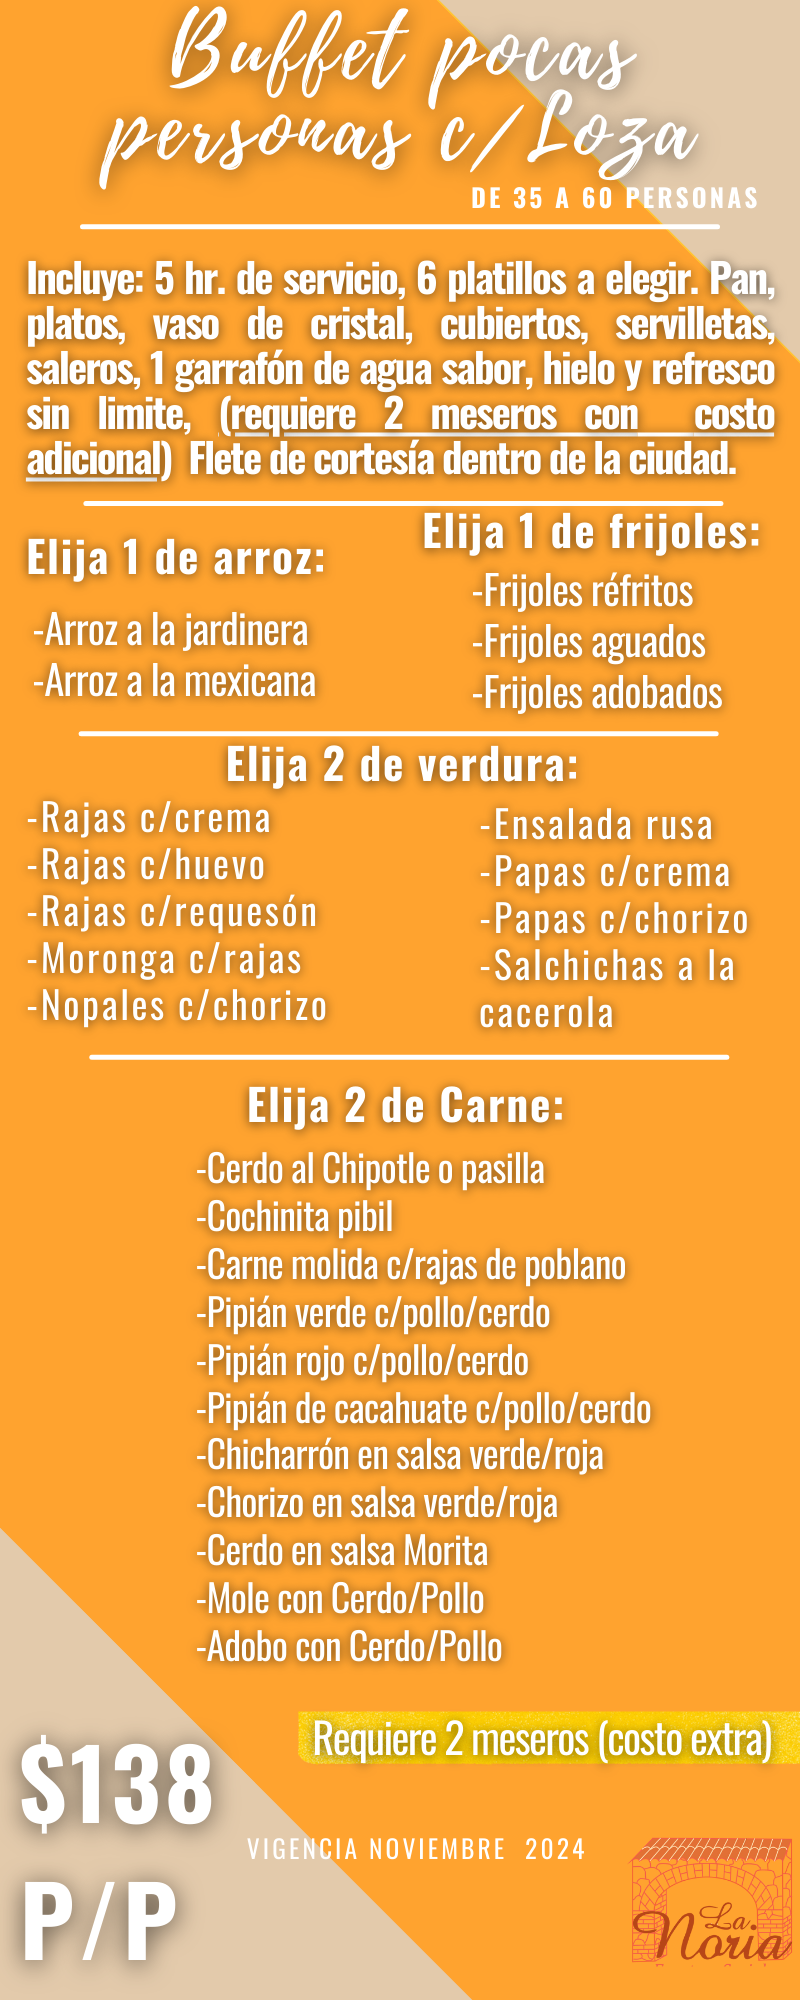 Buffet pocas
personas c/Loza
DE 35 A 60 PERSONAS
Incluye: 5 hr. de servicio, 6 platillos a elegir. Pan,
platos, vaso de cristal, cubiertos, servilletas,
saleros, 1 garrafón de agua sabor, hielo y refresco
sin limite, (requiere 2 meseros con costo
adicional) Flete de cortesía dentro de la ciudad.
Elija 1 de arroz:
-Arroz a la jardinera
-Arroz a la mexicana
Elija 1 de frijoles:
-Frijoles réfritos
-Frijoles aguados
-Frijoles adobados
Elija 2 de verdura:
-Rajas c/crema
-Rajas c/huevo
-Rajas c/requesón
-Moronga c/rajas
-Nopales c/chorizo
-Ensalada rusa
-Papas c/crema
-Papas c/chorizo
-Salchichas a la
cacerola
Elija 2 de Carne:
-Cerdo al Chipotle o pasilla
-Cochinita pibil
-Carne molida c/rajas de poblano
-Pipián verde c/pollo/cerdo
-Pipián rojo c/pollo/cerdo
-Pipián de cacahuate c/pollo/cerdo
-Chicharrón en salsa verde/roja
-Chorizo en salsa verde/roja
-Cerdo en salsa Morita
-Mole con Cerdo/Pollo
-Adobo con Cerdo/Pollo
Requiere 2 meseros (costo extra)
$138
P/P
VIGENCIA NOVIEMBRE 2024
La
Noria